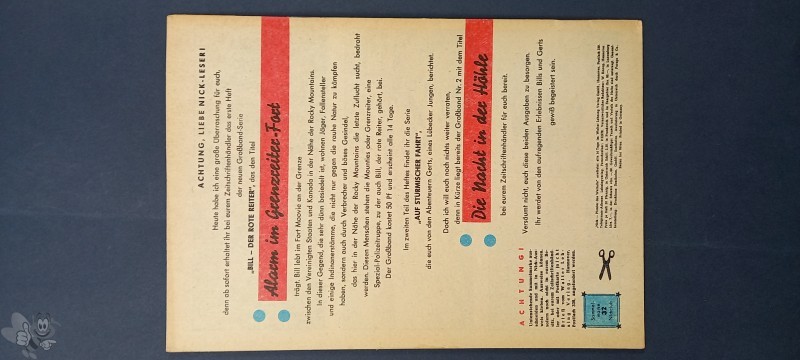 ACHTUNG, LIEBE NICK-LESER!
Heute habe ich eine große Überraschung für euch,
denn ab sofort erhaltet ihr bei eurem Zeitschriftenhändler das erste Heft
der neuen Großband-Serie
„BILL – DER ROTE REITER", das den Titel
Alarm im Grenzreiter-Fort
trägt. Bill lebt im Fort Moovie an der Grenze
zwischen den Vereinigten Staaten und Kanada in der Nähe der Rocky Mountains.
In dieser Gegend, die sehr dünn besiedelt ist, wohnen Jäger, Fallensteller
und einige Indianerstämme, die nicht nur gegen die rauhe Natur zu kämpfen
haben, sondern auch durch Verbrecher und böses Gesindel,
das hier in der Nähe der Rocky Mountains die letzte Zuflucht sucht, bedroht
werden. Diesen Menschen stehen die Mounties oder Grenzreiter, eine
Spezial-Polizeitruppe, zu der auch Bill, der rote Reiter, gehört, bei.
Der Großband kostet 50 Pf und erscheint alle 14 Tage.
Im zweiten Teil des Heftes findet ihr die Serie
„AUF STÜRMISCHER FAHRT",
die euch von den Abenteuern Gerts, eines Lübecker Jungen, berichtet.
Doch ich will euch noch nichts weiter verraten,
denn in Kürze liegt bereits der Großband Nr. 2 mit dem Titel
Die Nacht in der Höhle
bei eurem Zeitschriftenhändler für euch bereit.
Versäumt nicht, euch diese beiden Ausgaben zu besorgen.
Ihr werdet von den aufregenden Erlebnissen Bills und Gerts
gewiß begeistert sein.
ACHTUNG!
Sammel
marke
32